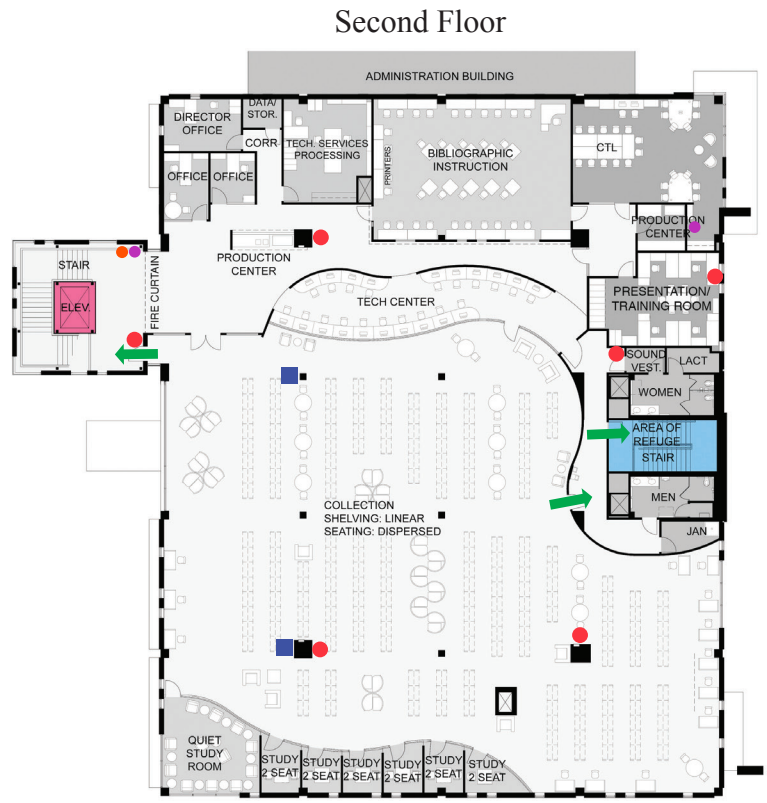 Second Floor
ADMINISTRATION BUILDING
DIRECTOR
OFFICE
DATA/
STOR.
CORR.
TECH. SERVICES
PROCESSING
PRINTERS
BIBLIOGRAPHIC
INSTRUCTION
CTL
OFFICE
OFFICE
PRODUCTION
CENTER
STAIR
ELEV.
FIRE CURTAIN
PRODUCTION
CENTER
TECH CENTER
PRESENTATION/
TRAINING ROOM
SOUND
VEST.
LACT.
WOMEN
AREA OF
REFUGE
STAIR
MEN
JAN
COLLECTION
SHELVING: LINEAR
SEATING: DISPERSED
QUIET
STUDY
ROOM
STUDY
2 SEAT
STUDY
2 SEAT
STUDY
2 SEAT
STUDY
2 SEAT
STUDY
2 SEAT
STUDY
2 SEAT